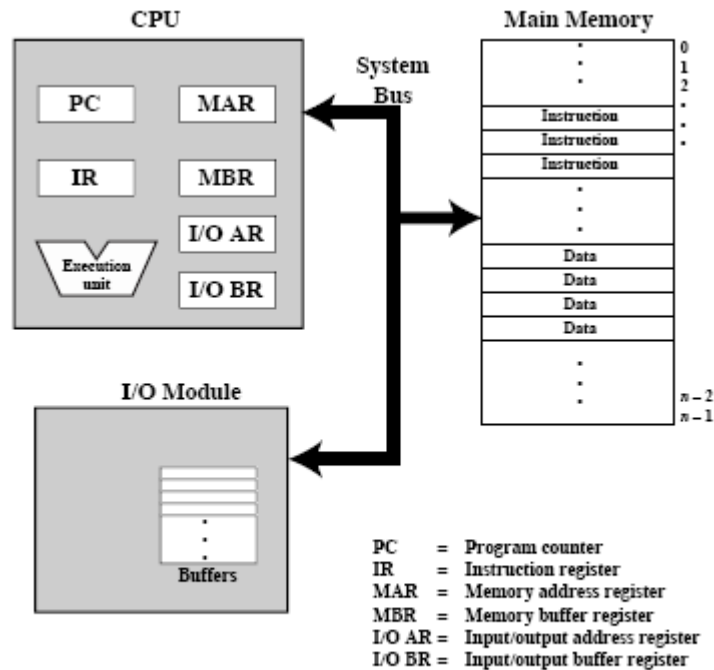 CPU
PC
MAR
IR
MBR
I/O AR
I/O BR
Execution
unit
System
Bus
Main Memory
0
1
2
Instruction
Instruction
Instruction
Data
Data
Data
Data
n – 2
n – 1
I/O Module
Buffers
PC = Program counter
IR = Instruction register
MAR = Memory address register
MBR = Memory buffer register
I/O AR = Input/output address register
I/O BR = Input/output buffer register